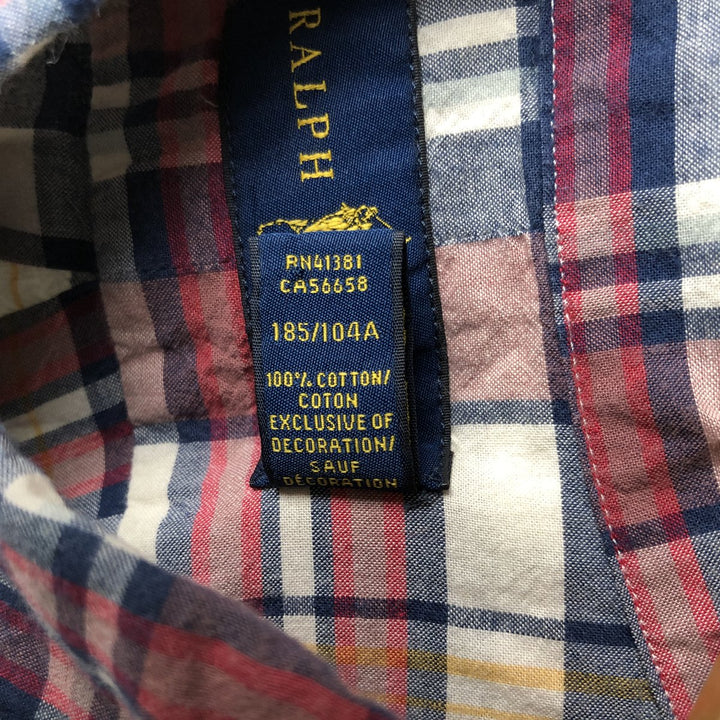 RALPH
RN41381
CA56658
185/104A
100% COTTON/
COTON
EXCLUSIVE OF
DECORATION/
SAUF
DÉCORATION